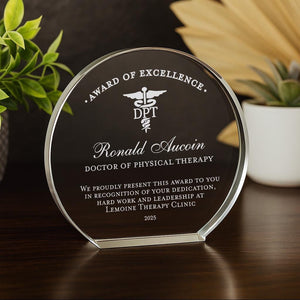 • AWARD OF EXCELLENCE •
DPT
Ronald Aucoin
DOCTOR OF PHYSICAL THERAPY
WE PROUDLY PRESENT THIS AWARD TO YOU
IN RECOGNITION OF YOUR DEDICATION,
HARD WORK AND LEADERSHIP AT
LEMOINE THERAPY CLINIC
2025